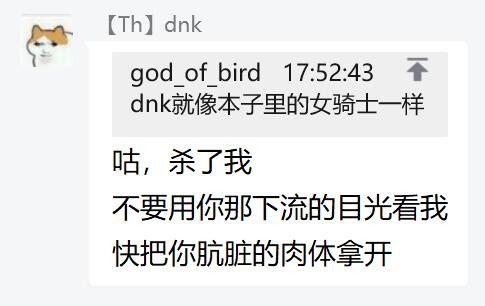 【Th】dnk
god_of_bird 17:52:43
dnk就像本子里的女骑士一样
咕，杀了我
不要用你那下流的目光看我
快把你肮脏的肉体拿开